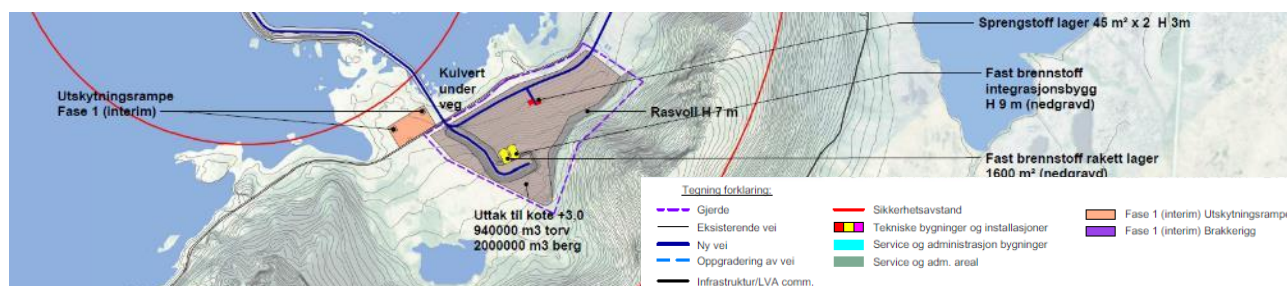 Sprengstoff lager 45 m² x 2 H 3m
Kulvert
under
veg
Utskytningsrampe
Fase 1 (interim)
Fast brennstoff
integrasjonsbygg
H 9 m (nedgravd)
Rasvoll H 7 m
Fast brennstoff rakett lager
1600 m² (nedgravd)
Uttak til kote +3,0
940000 m3 torv
2000000 m3 berg
Tegning forklaring:
Gjerde
Eksisterende vei
Ny vei
Oppgradering av vei
Infrastruktur/LVA comm.
Sikkerhetsavstand
Tekniske bygninger og installasjoner
Service og administrasjon bygninger
Service og adm. areal
Fase 1 (interim) Utskytningsrampe
Fase 1 (interim) Brakkerigg